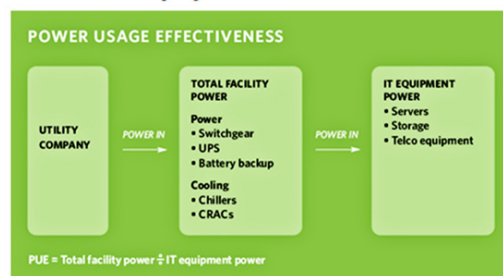 POWER USAGE EFFECTIVENESS
UTILITY
COMPANY
POWER IN
TOTAL FACILITY
POWER
Power
▪ Switchgear
▪ UPS
▪ Battery backup
Cooling
▪ Chillers
▪ CRACs
POWER IN
IT EQUIPMENT
POWER
▪ Servers
▪ Storage
▪ Telco equipment
PUE = Total facility power ÷ IT equipment power